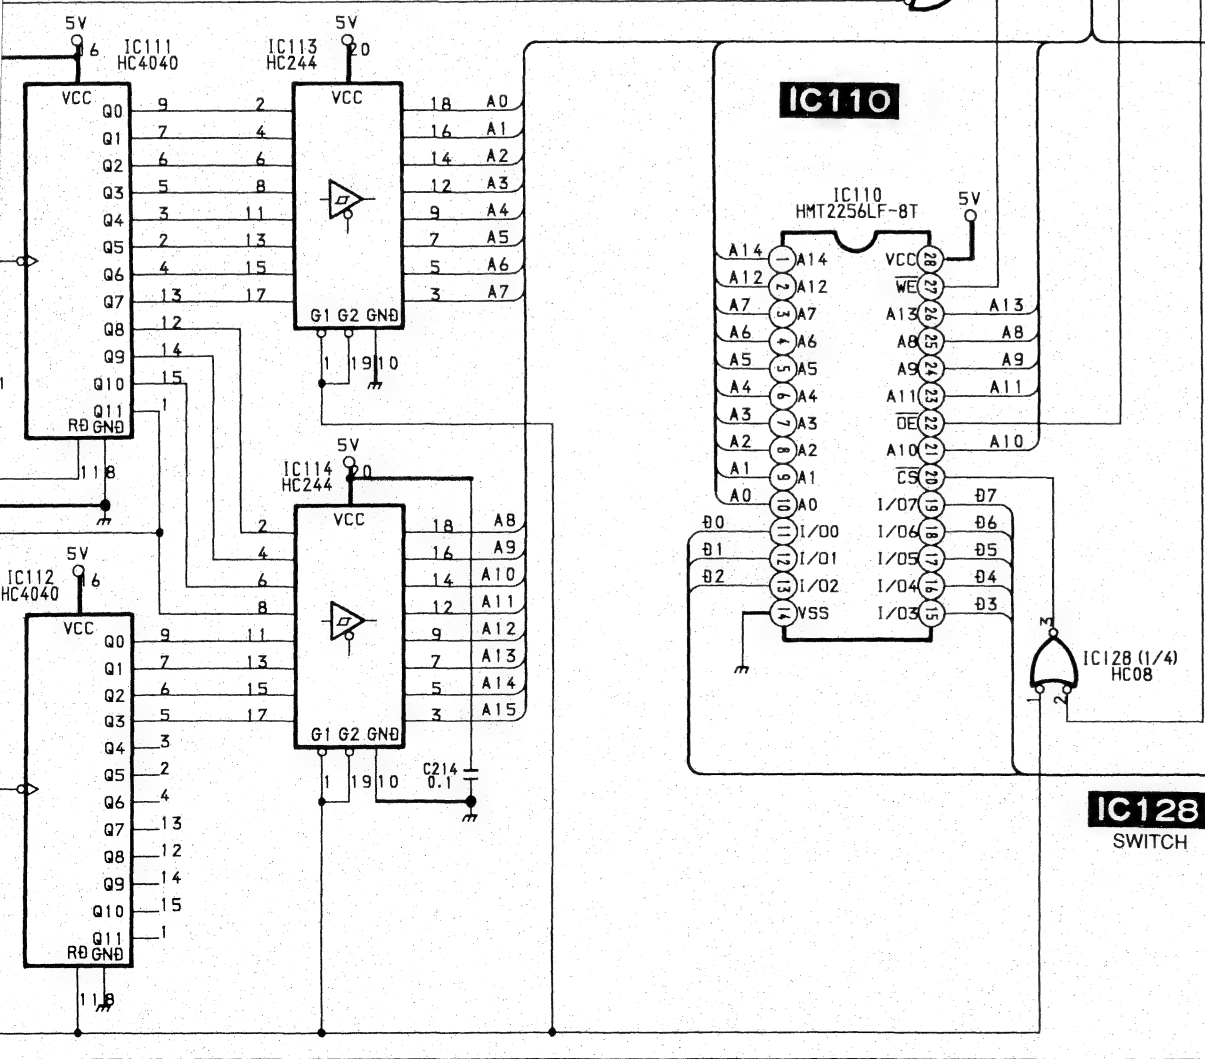 5V
16
IC111
HC4040
VCC
Q0 9
Q1 7
Q2 6
Q3 5
Q4 3
Q5 2
Q6 4
Q7 13
Q8 12
Q9 14
Q10 15
Q11 1
RD GND
11 8
5V
20
IC113
HC244
VCC
2 18 A0
4 16 A1
6 14 A2
8 12 A3
11 9 A4
13 7 A5
15 5 A6
17 3 A7
G1 G2 GND
1 19 10
5V
20
IC114
HC244
VCC
2 18 A8
4 16 A9
6 14 A10
8 12 A11
11 9 A12
13 7 A13
15 5 A14
17 3 A15
G1 G2 GND
1 19 10
C214
0.1
5V
16
IC112
HC4040
VCC
Q0 9
Q1 7
Q2 6
Q3 5
Q4 3
Q5 2
Q6 4
Q7 13
Q8 12
Q9 14
Q10 15
Q11 1
RD GND
11 8
IC110
IC110
HMT2256LF-8T
5V
A14 1 A14 VCC 28
A12 2 A12 WE 27
A7 3 A7 A13 26 A13
A6 4 A6 A8 25 A8
A5 5 A5 A9 24 A9
A4 6 A4 A11 23 A11
A3 7 A3 OE 22
A2 8 A2 A10 21 A10
A1 9 A1 CS 20
A0 10 A0 I/O7 19 D7
D0 11 I/O0 I/O6 18 D6
D1 12 I/O1 I/O5 17 D5
D2 13 I/O2 I/O4 16 D4
14 VSS I/O3 15 D3
3
IC128 (1/4)
HC08
1 2
IC128
SWITCH